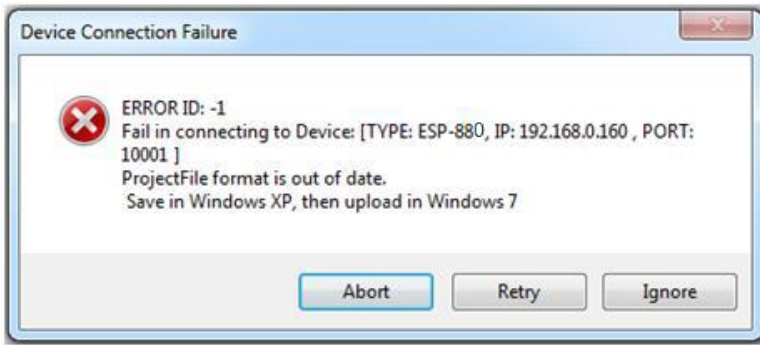 Device Connection Failure
ERROR ID: -1
Fail in connecting to Device: [TYPE: ESP-880, IP: 192.168.0.160 , PORT:
10001 ]
ProjectFile format is out of date.
Save in Windows XP, then upload in Windows 7
Abort Retry Ignore